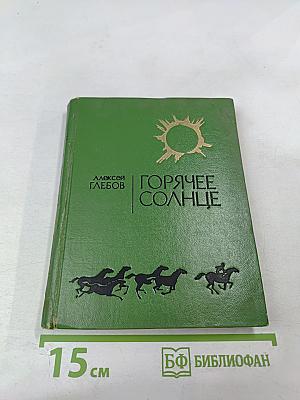 АЛЕКСЕЙ
ГЛЕБОВ
ГОРЯЧЕЕ
СОЛНЦЕ
15 см
БФ БИБЛИОФАН